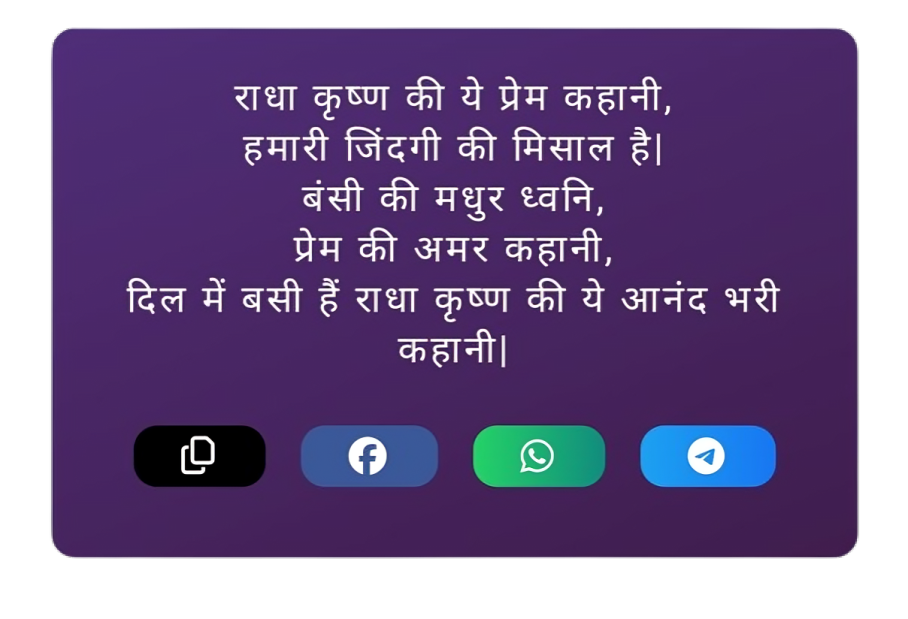 राधा कृष्ण की ये प्रेम कहानी,
हमारी जिंदगी की मिसाल है|
बंसी की मधुर ध्वनि,
प्रेम की अमर कहानी,
दिल में बसी हैं राधा कृष्ण की ये आनंद भरी
कहानी|